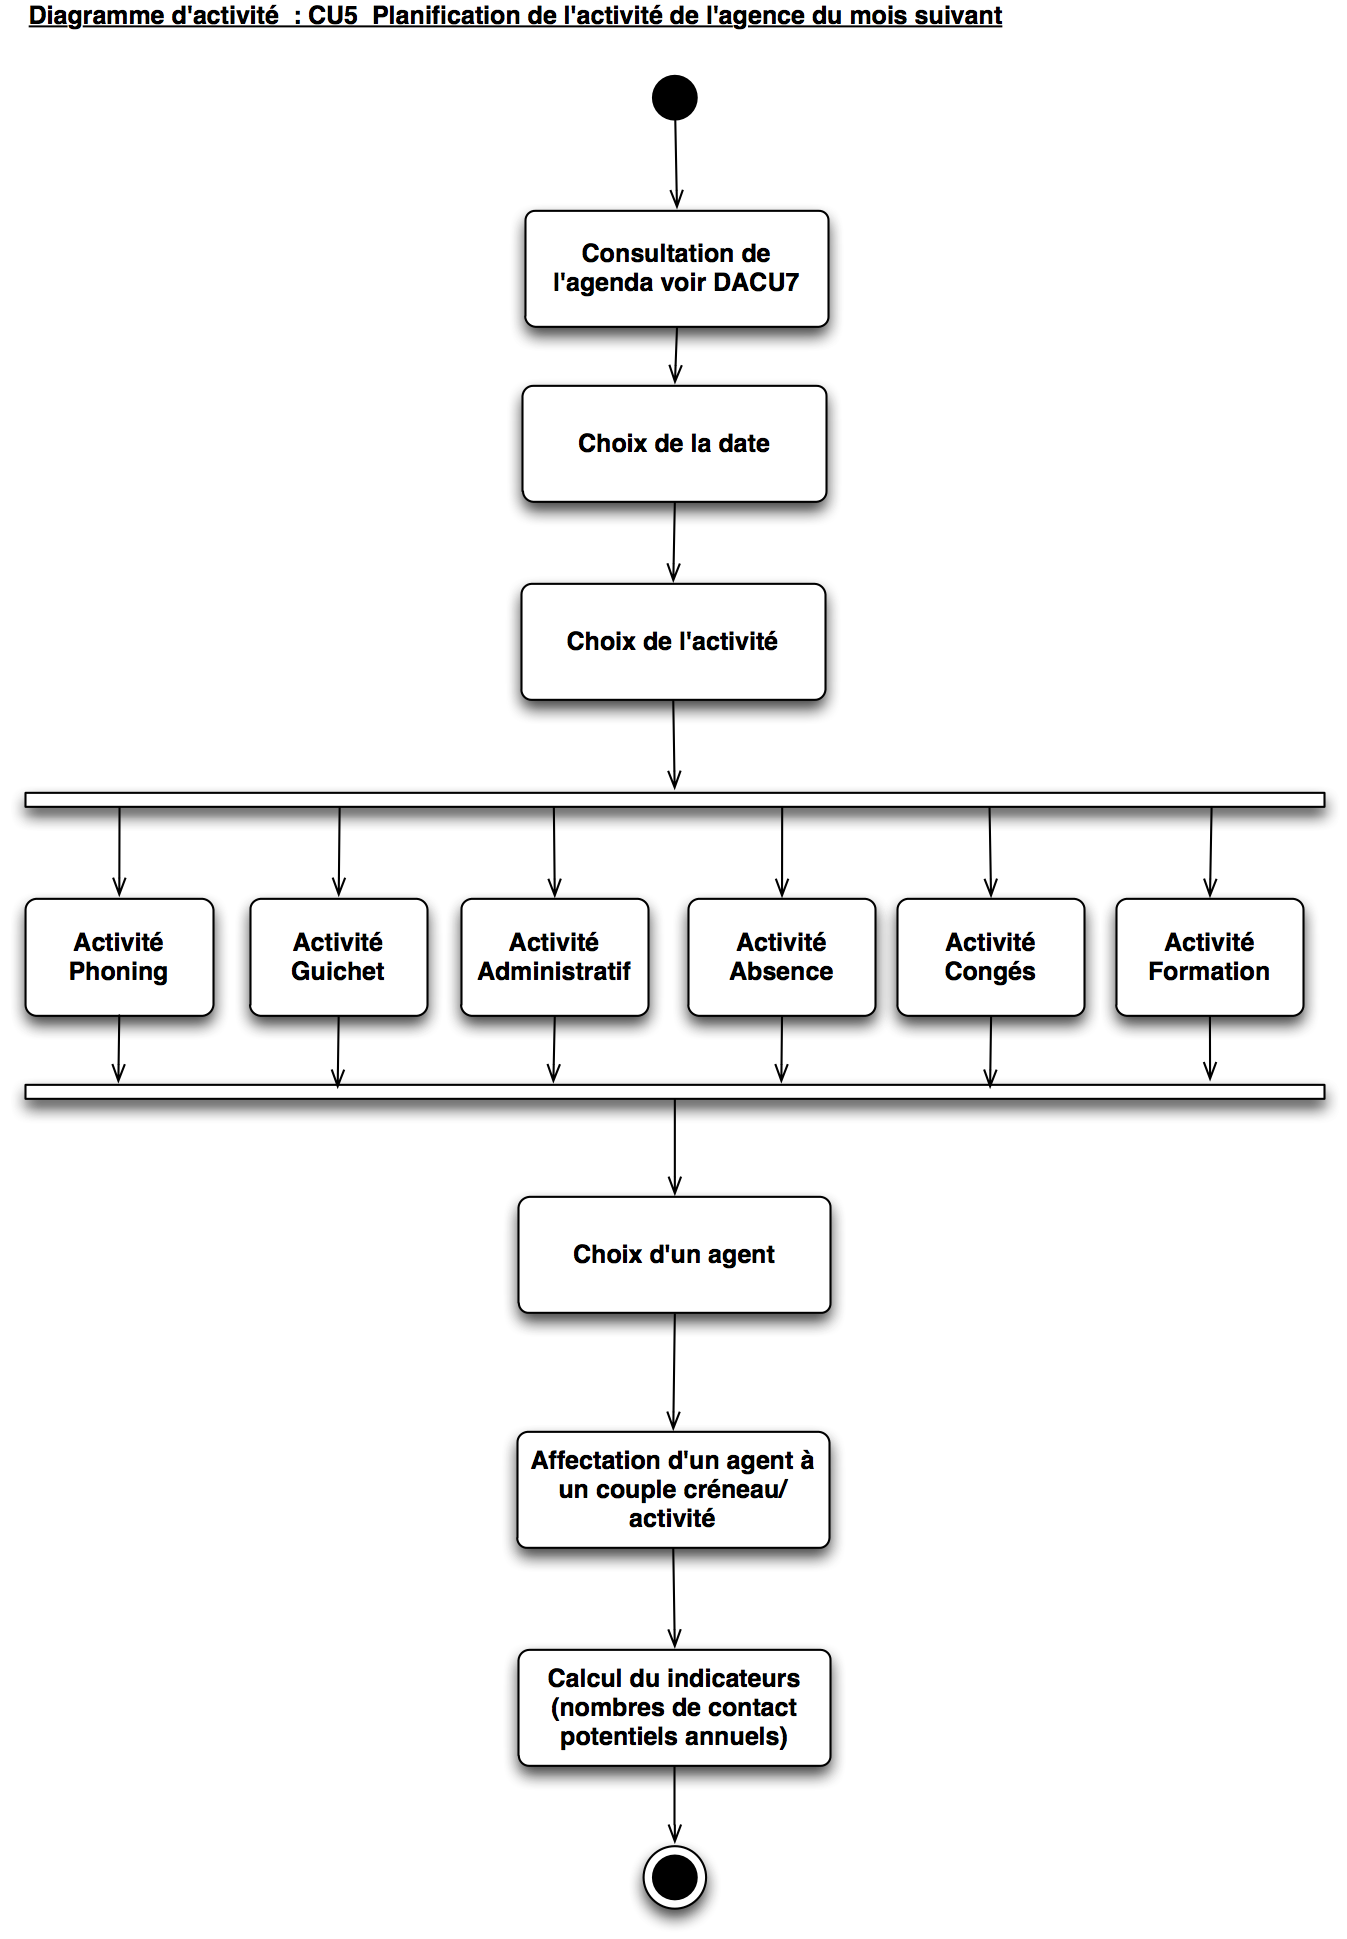 Diagramme d'activité  : CU5  Planification de l'activité de l'agence du mois suivant
Consultation de
l'agenda voir DACU7
Choix de la date
Choix de l'activité
Activité
Phoning
Activité
Guichet
Activité
Administratif
Activité
Absence
Activité
Congés
Activité
Formation
Choix d'un agent
Affectation d'un agent à
un couple créneau/
activité
Calcul du indicateurs
(nombres de contact
potentiels annuels)